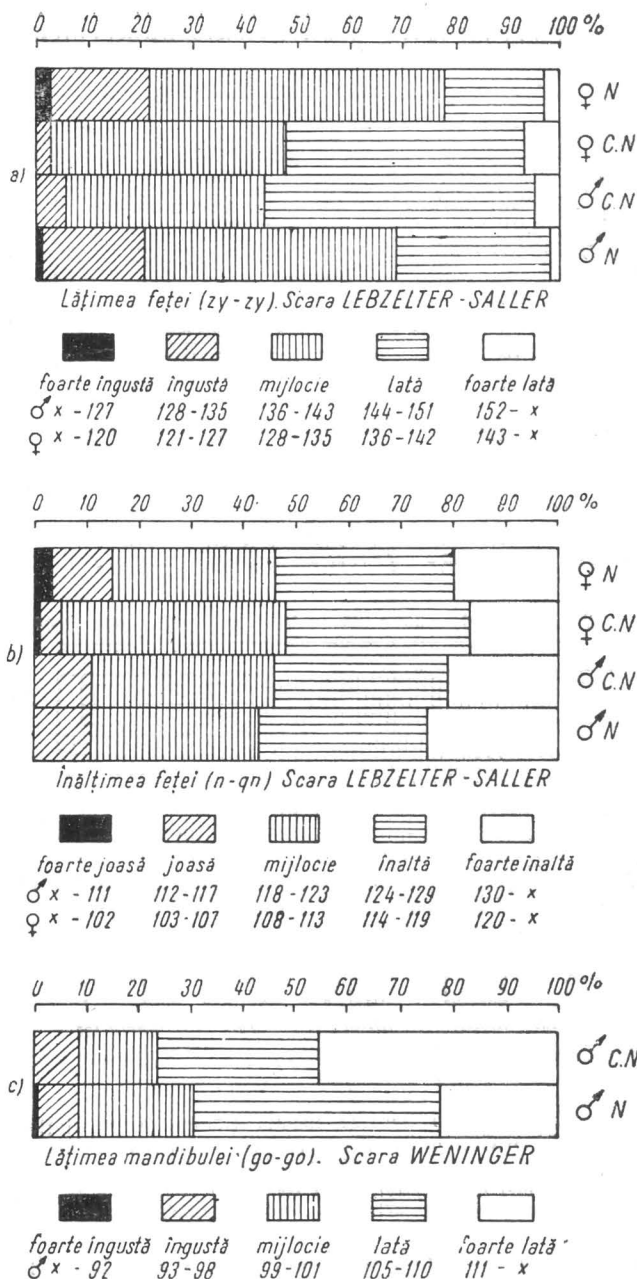 0 10 20 30 40 50 60 70 80 90 100 %
♀ N
♀ C.N
a)
♂ C.N
♂ N
Lăţimea feţei (zy-zy). Scara LEBZELTER-SALLER
foarte îngustă îngustă mijlocie lată foarte lată
♂ x - 127 128-135 136-143 144-151 152- x
♀ x - 120 121-127 128-135 136-142 143- x
0 10 20 30 40 50 60 70 80 90 100 %
♀ N
♀ C.N
b)
♂ C.N
♂ N
Înălţimea feţei (n-gn) Scara LEBZELTER-SALLER
foarte joasă joasă mijlocie înaltă foarte înaltă
♂ x - 111 112-117 118-123 124-129 130- x
♀ x - 102 103-107 108-113 114-119 120- x
0 10 20 30 40 50 60 70 80 90 100 %
♂ C.N
c)
♂ N
Lăţimea mandibulei (go-go). Scara WENINGER
foarte îngustă îngustă mijlocie lată foarte lată
♂ x - 92 93-98 99-101 105-110 111- x